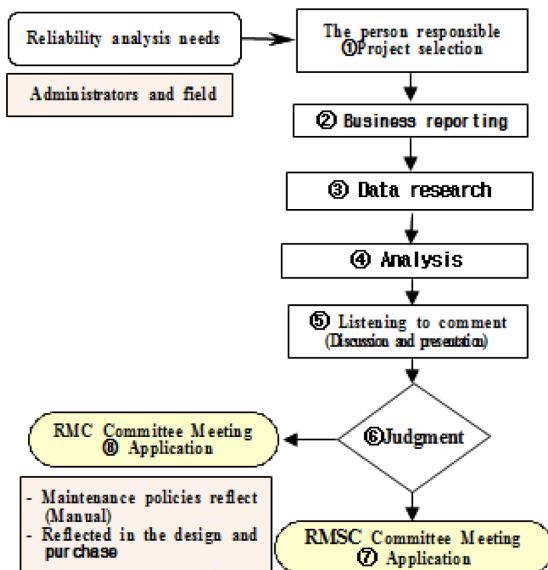 Reliability analysis needs
The person responsible
①Project selection
Administrators and field
② Business reporting
③ Data research
④ Analysis
⑤ Listening to comment
(Discussion and presentation)
⑥Judgment
RMC Committee Meeting
⑧ Application
- Maintenance policies reflect
(Manual)
- Reflected in the design and
purchase
RMSC Committee Meeting
⑦ Application